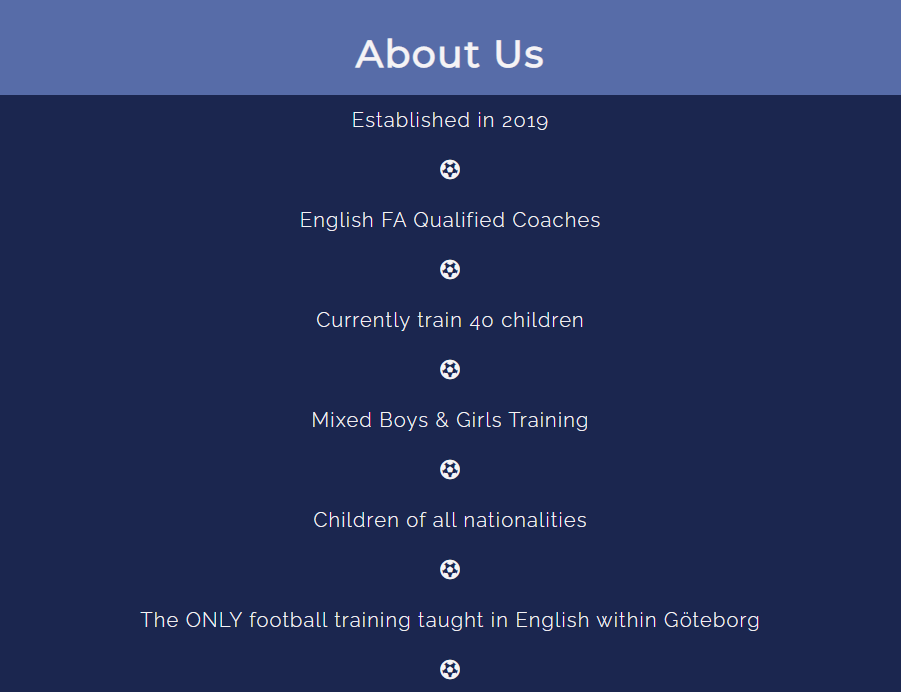 About Us
Established in 2019
English FA Qualified Coaches
Currently train 40 children
Mixed Boys & Girls Training
Children of all nationalities
The ONLY football training taught in English within Göteborg